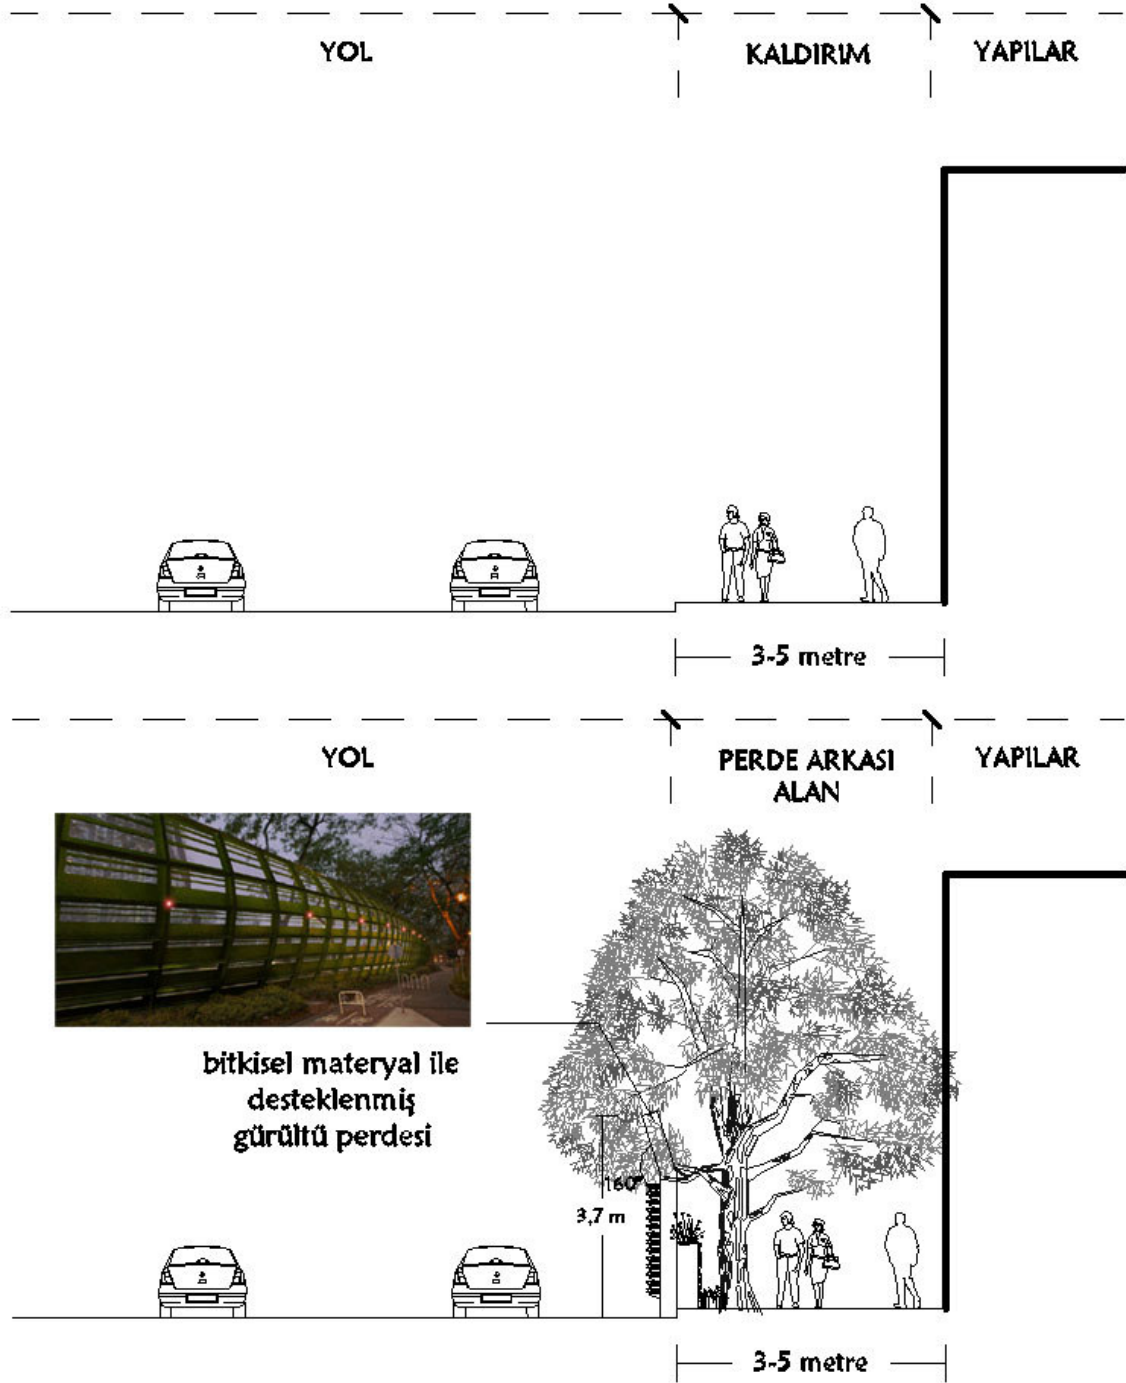 YOL
KALDIRIM
YAPILAR
3-5 metre
YOL
PERDE ARKASI
ALAN
YAPILAR
bitkisel materyal ile
desteklenmiş
gürültü perdesi
160°
3,7 m
3-5 metre